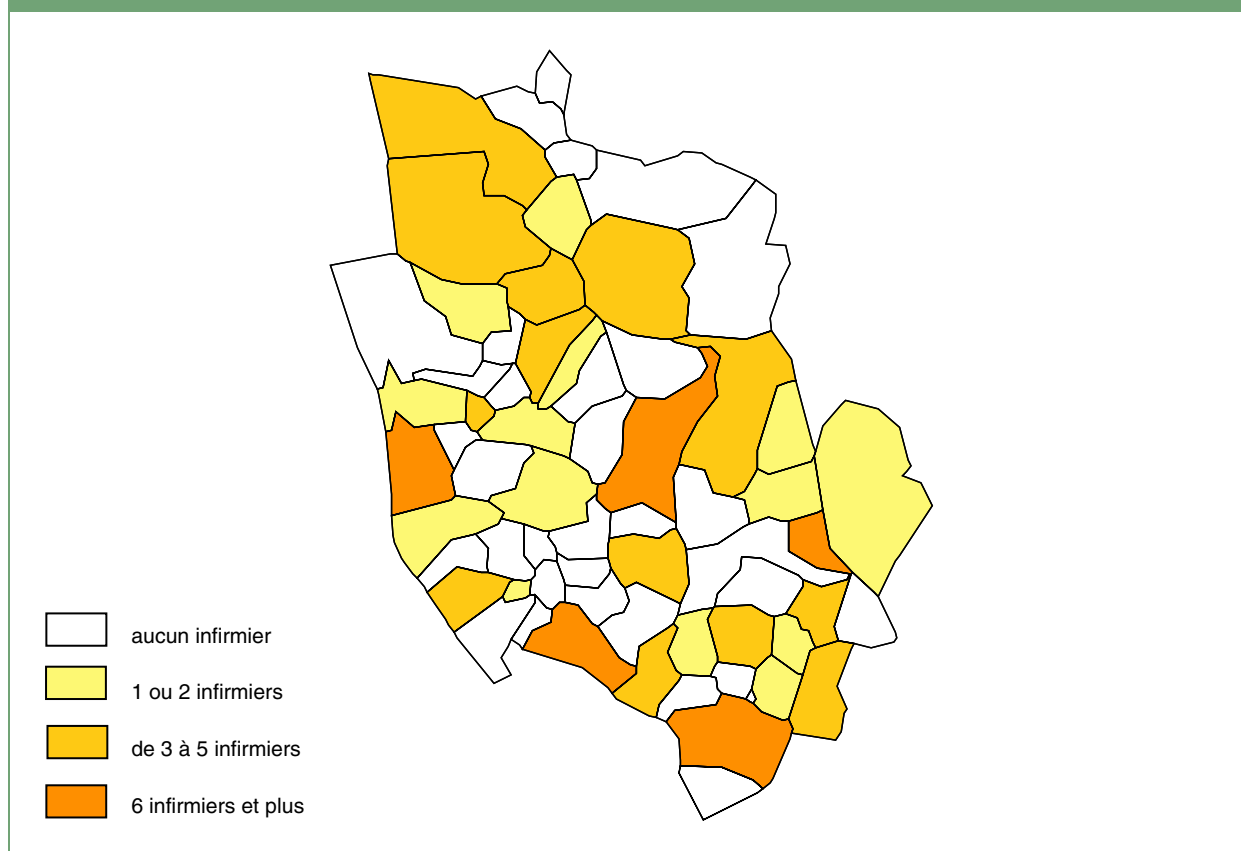 aucun infirmier
1 ou 2 infirmiers
de 3 à 5 infirmiers
6 infirmiers et plus